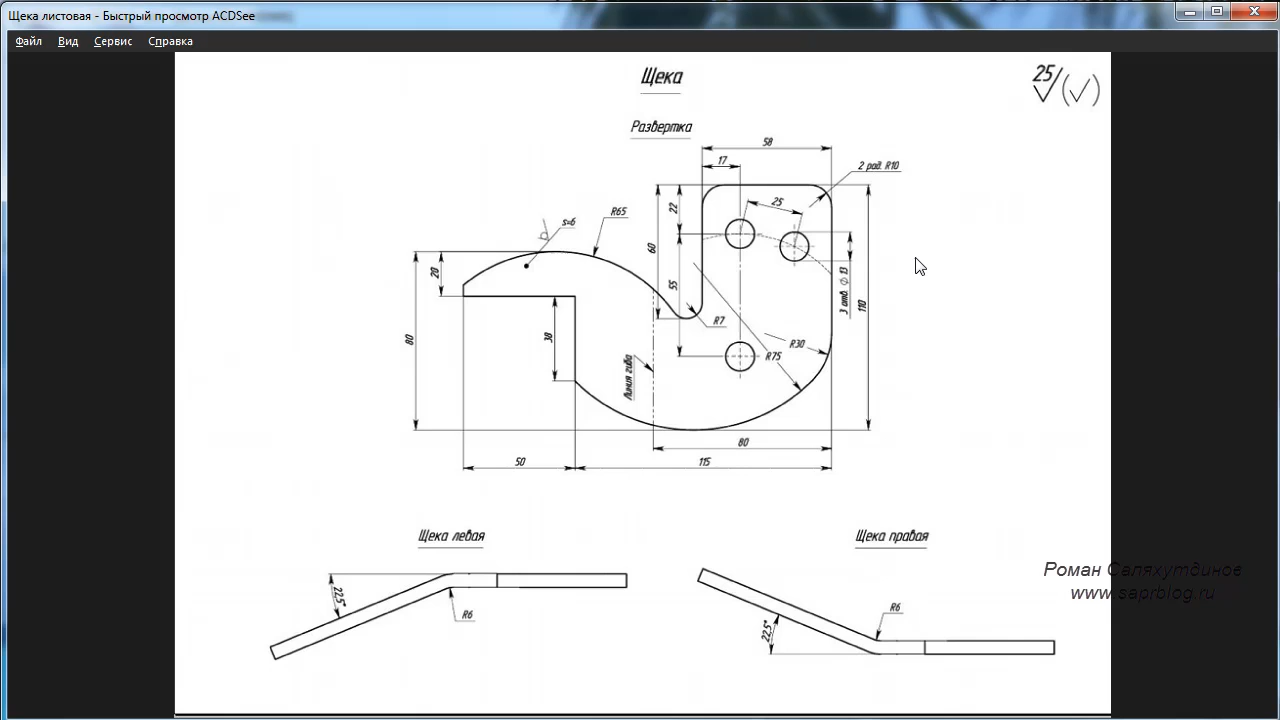 Щека листовая - Быстрый просмотр ACDSee
Файл Вид Сервис Справка
Щека
25
Развертка
58
17
2 рад. R10
25
22
R65
s=6
60
20
55
3 отв. ∅ 13
110
80
38
R7
R30
R75
Линия гиба
80
50
115
Щека левая
Щека правая
22,5°
R6
R6
22,5°
Роман Саляхутдинов
www.saprblog.ru